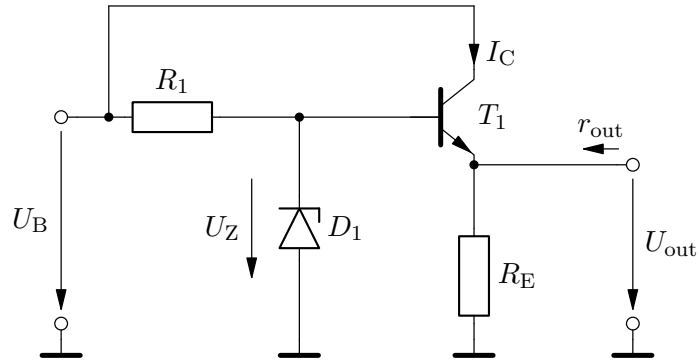 I_C
R_1
T_1
r_out
U_B
U_Z
D_1
R_E
U_out